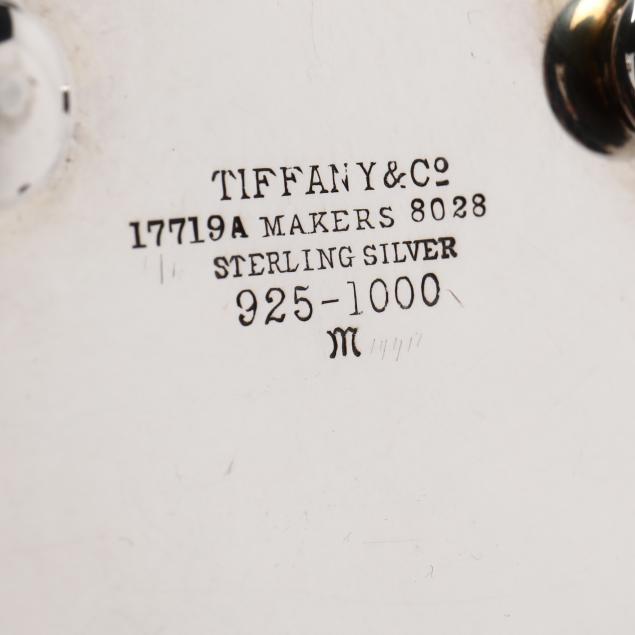 TIFFANY & Cº
17719A MAKERS 8028
STERLING SILVER
925-1000
M